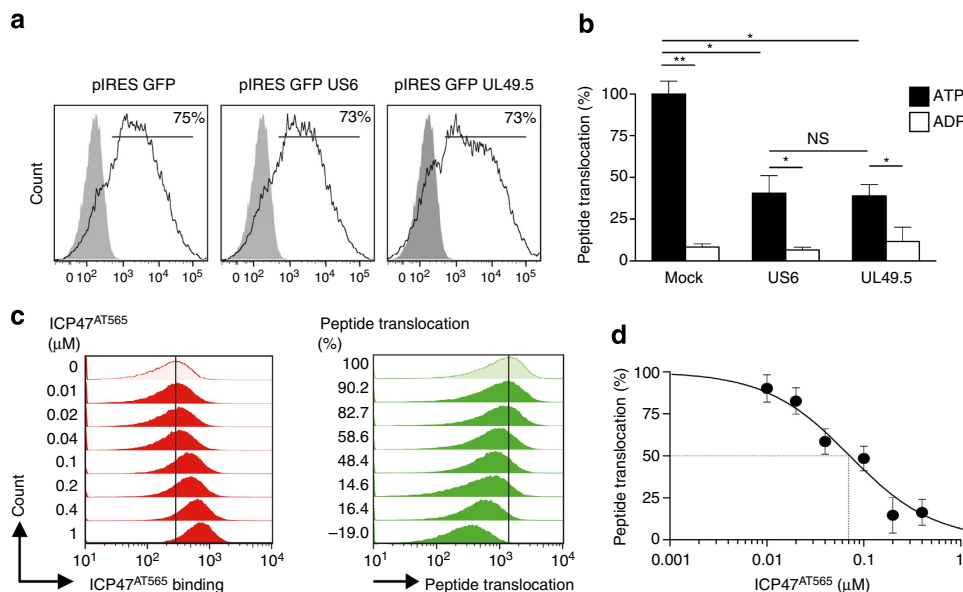 a
pIRES GFP
pIRES GFP US6
pIRES GFP UL49.5
75%
73%
73%
Count
0 10² 10³ 10⁴ 10⁵
0 10² 10³ 10⁴ 10⁵
0 10² 10³ 10⁴ 10⁵
b
*
*
**
NS
*
*
ATP
ADP
Peptide translocation (%)
100
75
50
25
0
Mock
US6
UL49.5
c
ICP47ᴬᵀ⁵⁶⁵
(μM)
0
0.01
0.02
0.04
0.1
0.2
0.4
1
Count
10¹ 10² 10³ 10⁴
ICP47ᴬᵀ⁵⁶⁵ binding
Peptide translocation
(%)
100
90.2
82.7
58.6
48.4
14.6
16.4
−19.0
10¹ 10² 10³ 10⁴
Peptide translocation
d
Peptide translocation (%)
100
75
50
25
0
0.001 0.01 0.1 1
ICP47ᴬᵀ⁵⁶⁵ (μM)